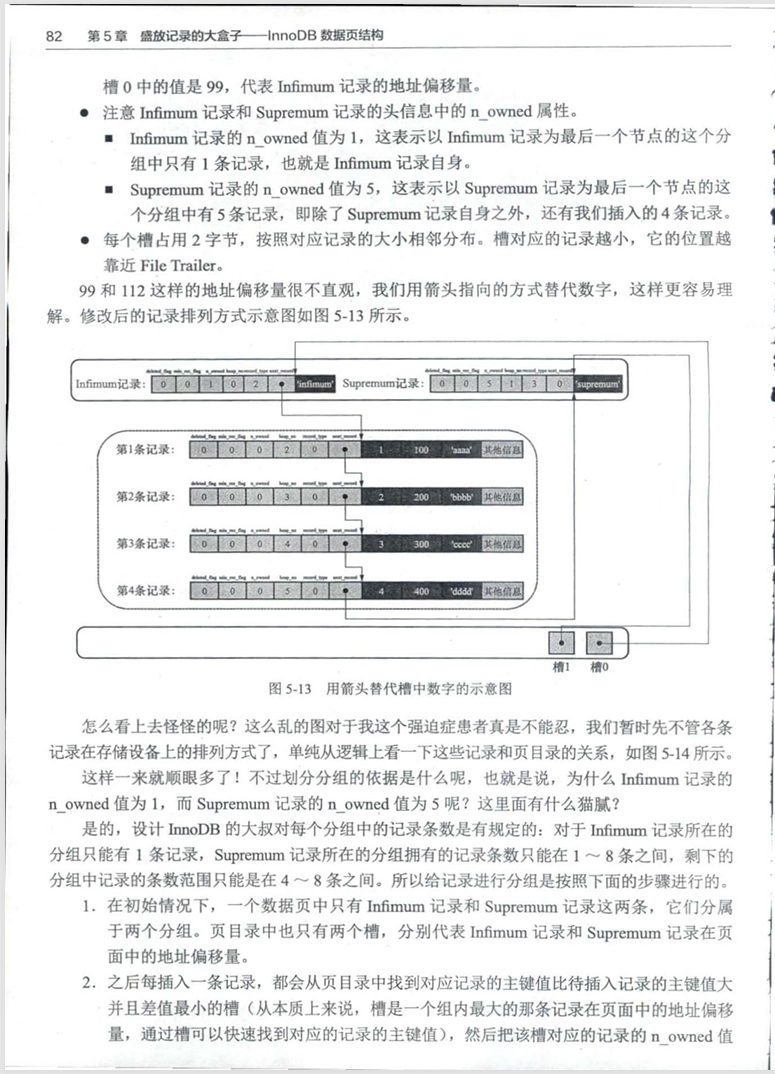 82 第5章 盛放记录的大盒子——InnoDB 数据页结构
槽 0 中的值是 99，代表 Infimum 记录的地址偏移量。
● 注意 Infimum 记录和 Supremum 记录的头信息中的 n_owned 属性。
■ Infimum 记录的 n_owned 值为 1，这表示以 Infimum 记录为最后一个节点的这个分
组中只有 1 条记录，也就是 Infimum 记录自身。
■ Supremum 记录的 n_owned 值为 5，这表示以 Supremum 记录为最后一个节点的这
个分组中有 5 条记录，即除了 Supremum 记录自身之外，还有我们插入的 4 条记录。
● 每个槽占用 2 字节，按照对应记录的大小相邻分布。槽对应的记录越小，它的位置越
靠近 File Trailer。
99 和 112 这样的地址偏移量很不直观，我们用箭头指向的方式替代数字，这样更容易理
解。修改后的记录排列方式示意图如图 5-13 所示。
deleted_flag min_rec_flag n_owned heap_no record_type next_record deleted_flag min_rec_flag n_owned heap_no record_type next_record
Infimum记录： 0 0 1 0 2 'infimum' Supremum记录： 0 0 5 1 3 0 'supremum'
deleted_flag min_rec_flag n_owned heap_no record_type next_record
第1条记录： 0 0 0 2 0 1 100 'aaaa' 其他信息
deleted_flag min_rec_flag n_owned heap_no record_type next_record
第2条记录： 0 0 0 3 0 2 200 'bbbb' 其他信息
deleted_flag min_rec_flag n_owned heap_no record_type next_record
第3条记录： 0 0 0 4 0 3 300 'cccc' 其他信息
deleted_flag min_rec_flag n_owned heap_no record_type next_record
第4条记录： 0 0 0 5 0 4 400 'dddd' 其他信息
槽1 槽0
图 5-13 用箭头替代槽中数字的示意图
怎么看上去怪怪的呢？这么乱的图对于我这个强迫症患者真是不能忍，我们暂时先不管各条
记录在存储设备上的排列方式了，单纯从逻辑上看一下这些记录和页目录的关系，如图 5-14 所示。
这样一来就顺眼多了！不过划分分组的依据是什么呢，也就是说，为什么 Infimum 记录的
n_owned 值为 1，而 Supremum 记录的 n_owned 值为 5 呢？这里面有什么猫腻？
是的，设计 InnoDB 的大叔对每个分组中的记录条数是有规定的：对于 Infimum 记录所在的
分组只能有 1 条记录，Supremum 记录所在的分组拥有的记录条数只能在 1 ～ 8 条之间，剩下的
分组中记录的条数范围只能是在 4 ～ 8 条之间。所以给记录进行分组是按照下面的步骤进行的。
1．在初始情况下，一个数据页中只有 Infimum 记录和 Supremum 记录这两条，它们分属
于两个分组。页目录中也只有两个槽，分别代表 Infimum 记录和 Supremum 记录在页
面中的地址偏移量。
2．之后每插入一条记录，都会从页目录中找到对应记录的主键值比待插入记录的主键值大
并且差值最小的槽（从本质上来说，槽是一个组内最大的那条记录在页面中的地址偏移
量，通过槽可以快速找到对应的记录的主键值），然后把该槽对应的记录的 n_owned 值